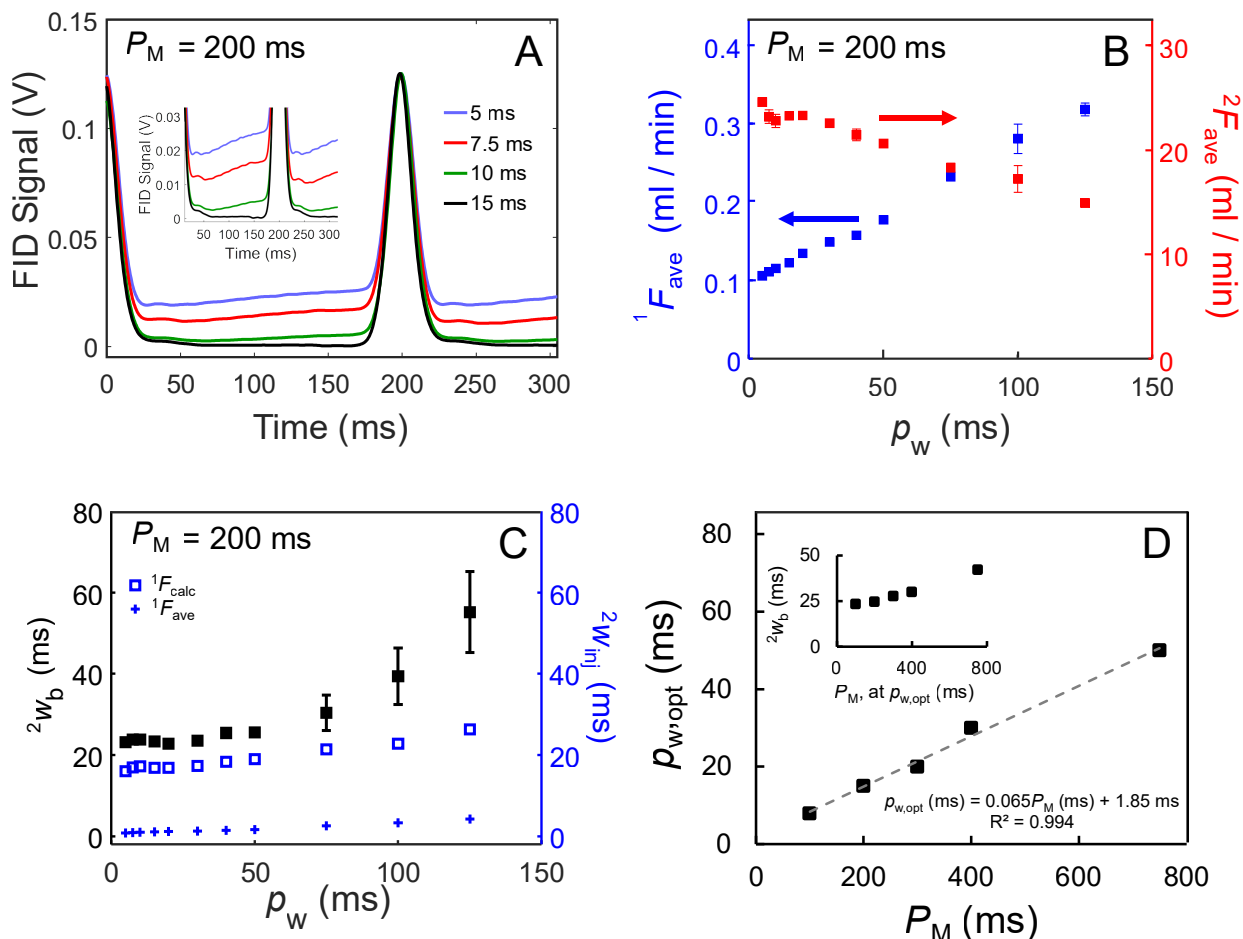 P_M = 200 ms
A
0.15
0.1
0.05
0
FID Signal (V)
5 ms
7.5 ms
10 ms
15 ms
0.03
0.02
0.01
0
FID Signal (V)
50 100 150 200 250 300
Time (ms)
0 50 100 150 200 250 300
Time (ms)
P_M = 200 ms
B
0.4
0.3
0.2
0.1
0
¹F_ave (ml / min)
30
20
10
0
²F_ave (ml / min)
0 50 100 150
p_w (ms)
P_M = 200 ms
C
¹F_calc
¹F_ave
80
60
40
20
0
²w_b (ms)
80
60
40
20
0
²w_inj (ms)
0 50 100 150
p_w (ms)
D
80
60
40
20
0
p_w,opt (ms)
50
25
0
²w_b (ms)
0 400 800
P_M, at p_w,opt (ms)
p_w,opt (ms) = 0.065P_M (ms) + 1.85 ms
R² = 0.994
0 200 400 600 800
P_M (ms)